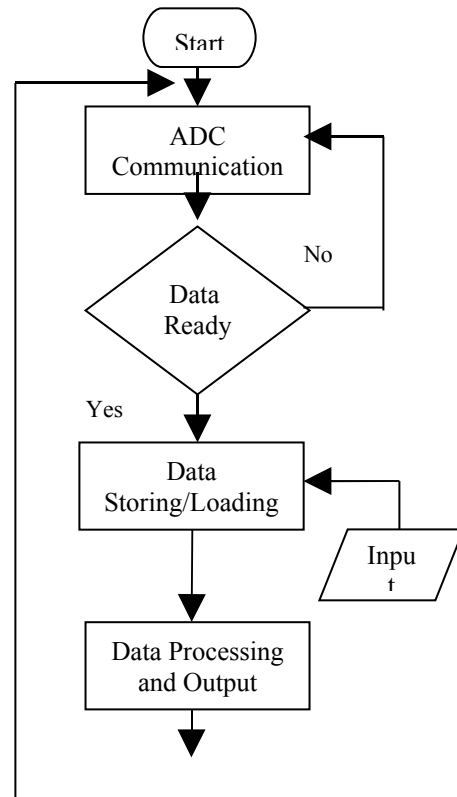 Start
ADC
Communication
No
Data
Ready
Yes
Data
Storing/Loading
Inpu
t
Data Processing
and Output